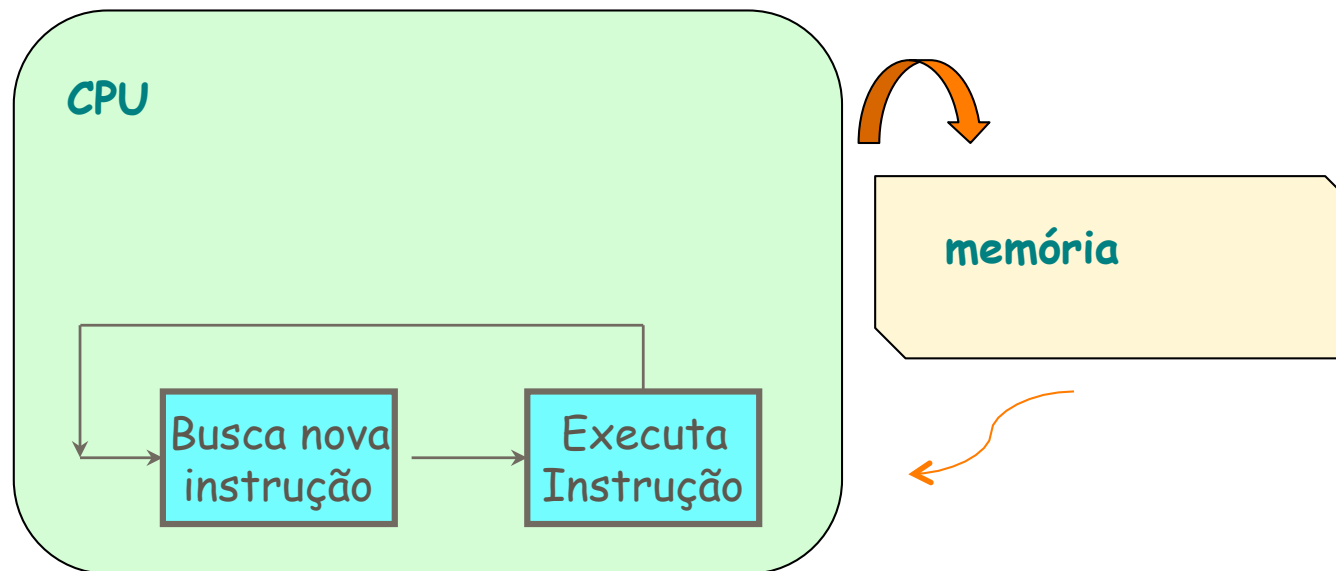 CPU
memória
Busca nova
instrução
Executa
Instrução